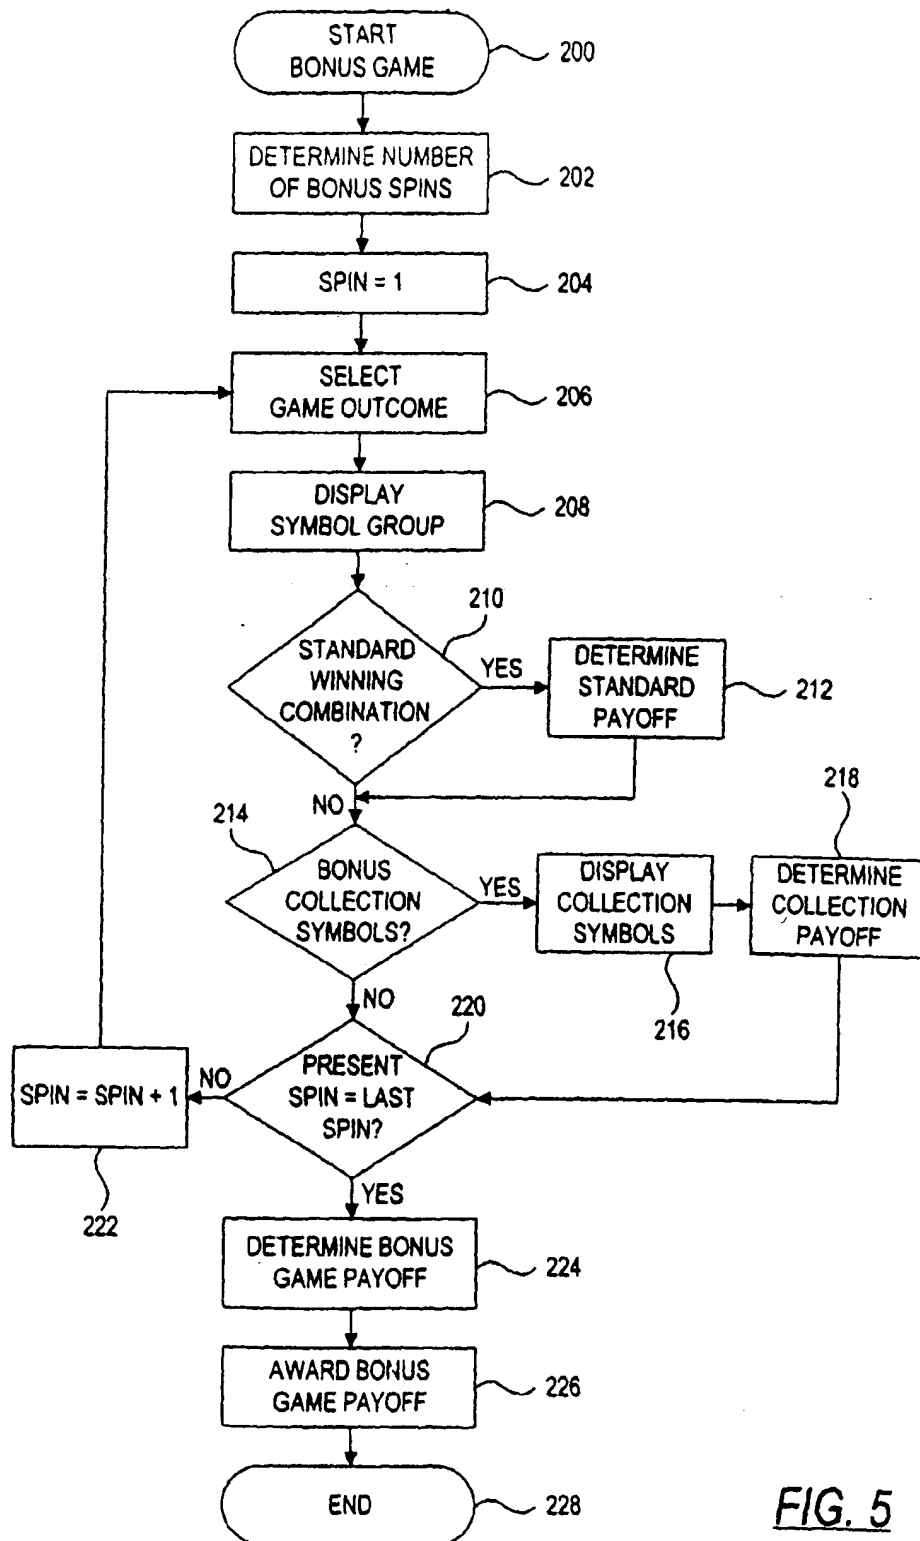 START
BONUS GAME
200
DETERMINE NUMBER
OF BONUS SPINS
202
SPIN = 1
204
SELECT
GAME OUTCOME
206
DISPLAY
SYMBOL GROUP
208
210
STANDARD
WINNING
COMBINATION
?
YES
DETERMINE
STANDARD
PAYOFF
212
NO
214
BONUS
COLLECTION
SYMBOLS?
YES
DISPLAY
COLLECTION
SYMBOLS
216
218
DETERMINE
COLLECTION
PAYOFF
NO
220
PRESENT
SPIN = LAST
SPIN?
NO
SPIN = SPIN + 1
222
YES
DETERMINE BONUS
GAME PAYOFF
224
AWARD BONUS
GAME PAYOFF
226
END
228
FIG. 5